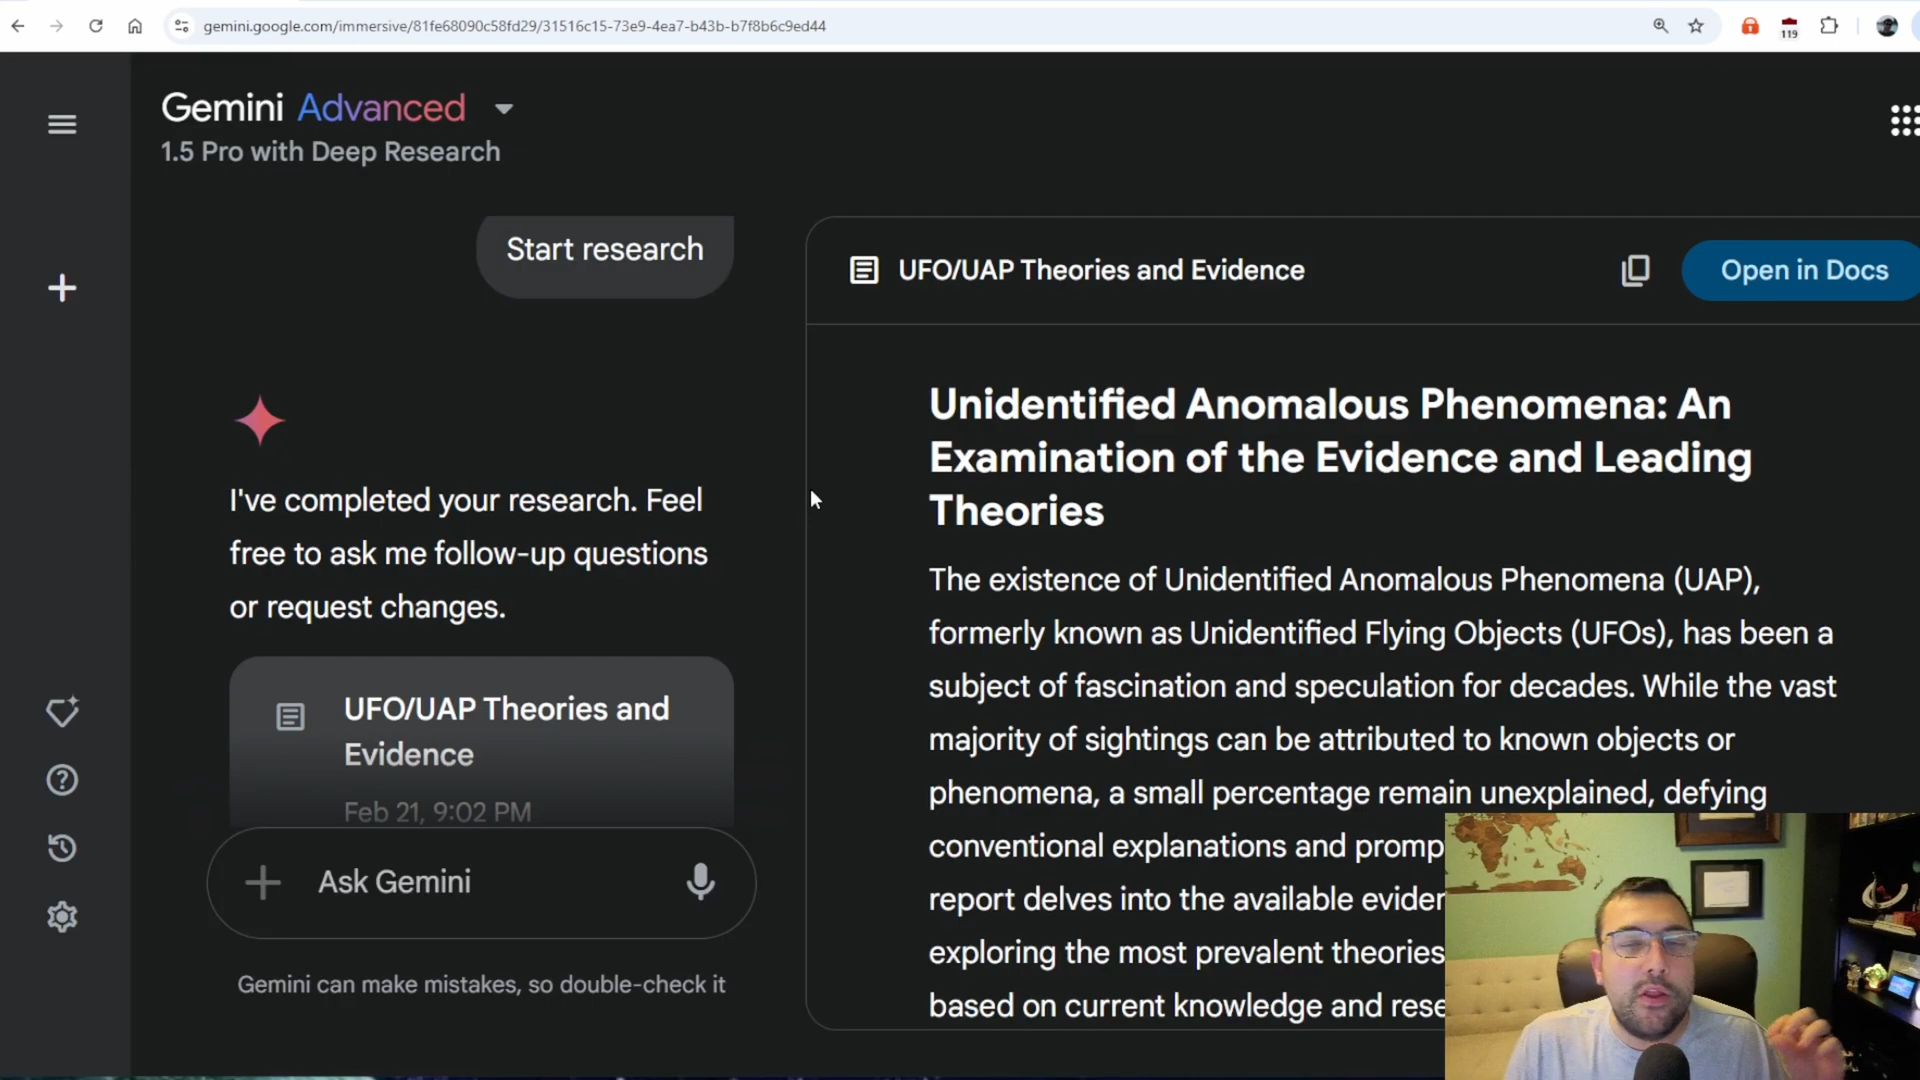 gemini.google.com/immersive/81fe68090c58fd29/31516c15-73e9-4ea7-b43b-b7f8b6c9ed44
119
Gemini Advanced
1.5 Pro with Deep Research
Start research
I've completed your research. Feel
free to ask me follow-up questions
or request changes.
UFO/UAP Theories and
Evidence
Feb 21, 9:02 PM
Ask Gemini
Gemini can make mistakes, so double-check it
UFO/UAP Theories and Evidence
Open in Docs
Unidentified Anomalous Phenomena: An
Examination of the Evidence and Leading
Theories
The existence of Unidentified Anomalous Phenomena (UAP),
formerly known as Unidentified Flying Objects (UFOs), has been a
subject of fascination and speculation for decades. While the vast
majority of sightings can be attributed to known objects or
phenomena, a small percentage remain unexplained, defying
conventional explanations and promp
report delves into the available evider
exploring the most prevalent theories
based on current knowledge and rese